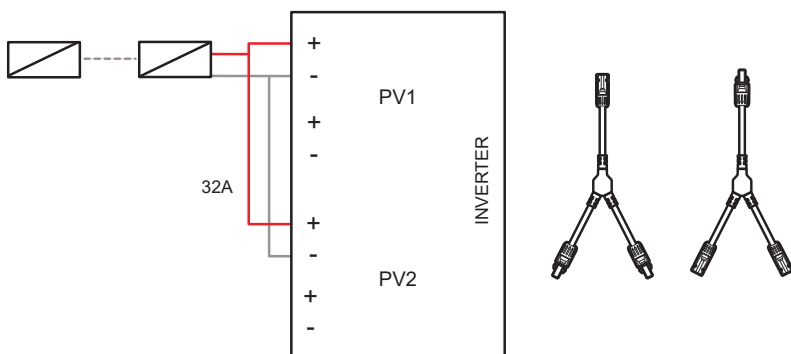 +
-
PV1
+
-
32A
INVERTER
+
-
PV2
+
-